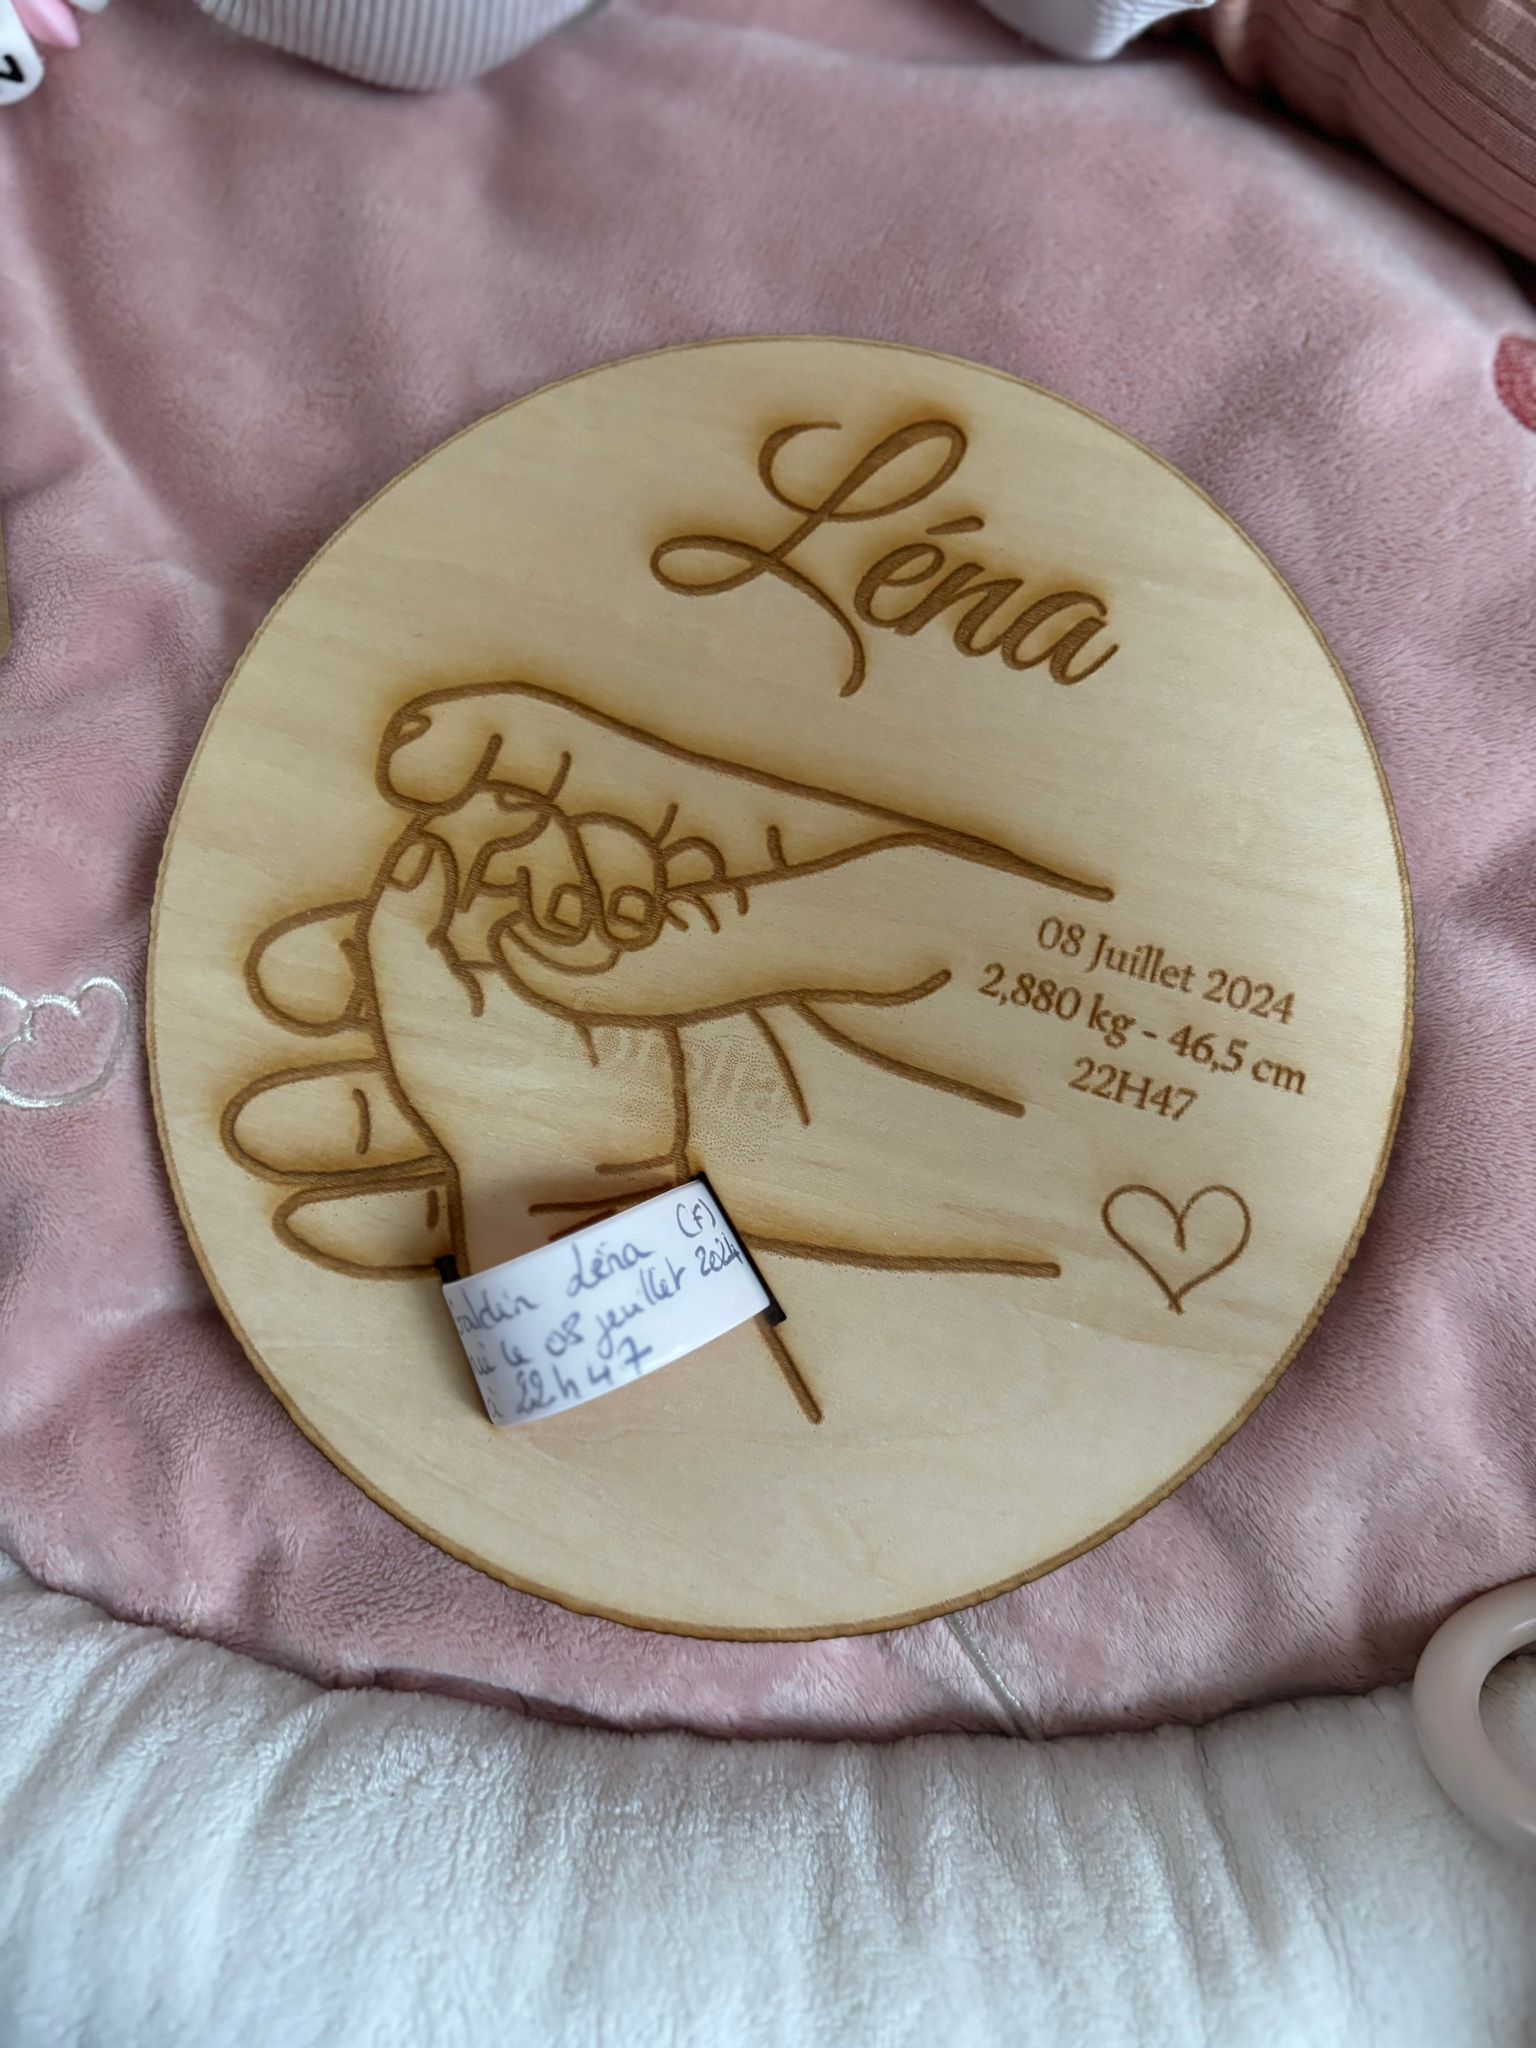 Léna
08 Juillet 2024
2,880 kg - 46,5 cm
22H47
Léna (F)
le 08 juillet 2024
à 22h47